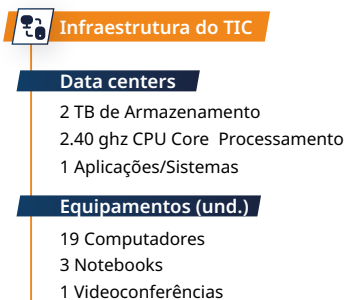 Infraestrutura do TIC
Data centers
2 TB de Armazenamento
2.40 ghz CPU Core  Processamento
1 Aplicações/Sistemas
Equipamentos (und.)
19 Computadores
3 Notebooks
1 Videoconferências